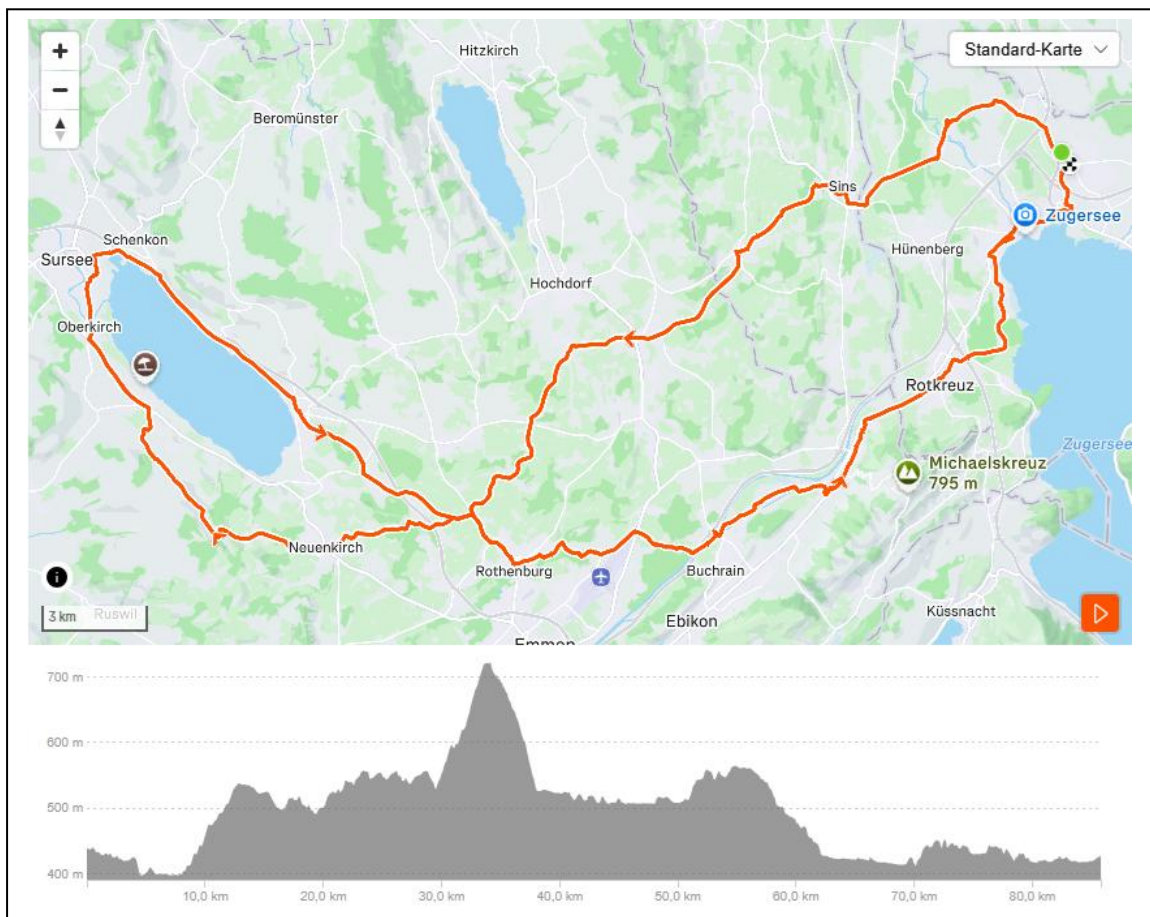 Hitzkirch
Standard-Karte
Beromünster
Sins
Zugersee
Schenkon
Sursee
Hünenberg
Hochdorf
Oberkirch
Rotkreuz
Zugersee
Michaelskreuz
795 m
Neuenkirch
Rothenburg
Buchrain
3 km
Ruswil
Ebikon
Küssnacht
Emmen
700 m
600 m
500 m
400 m
10,0 km
20,0 km
30,0 km
40,0 km
50,0 km
60,0 km
70,0 km
80,0 km